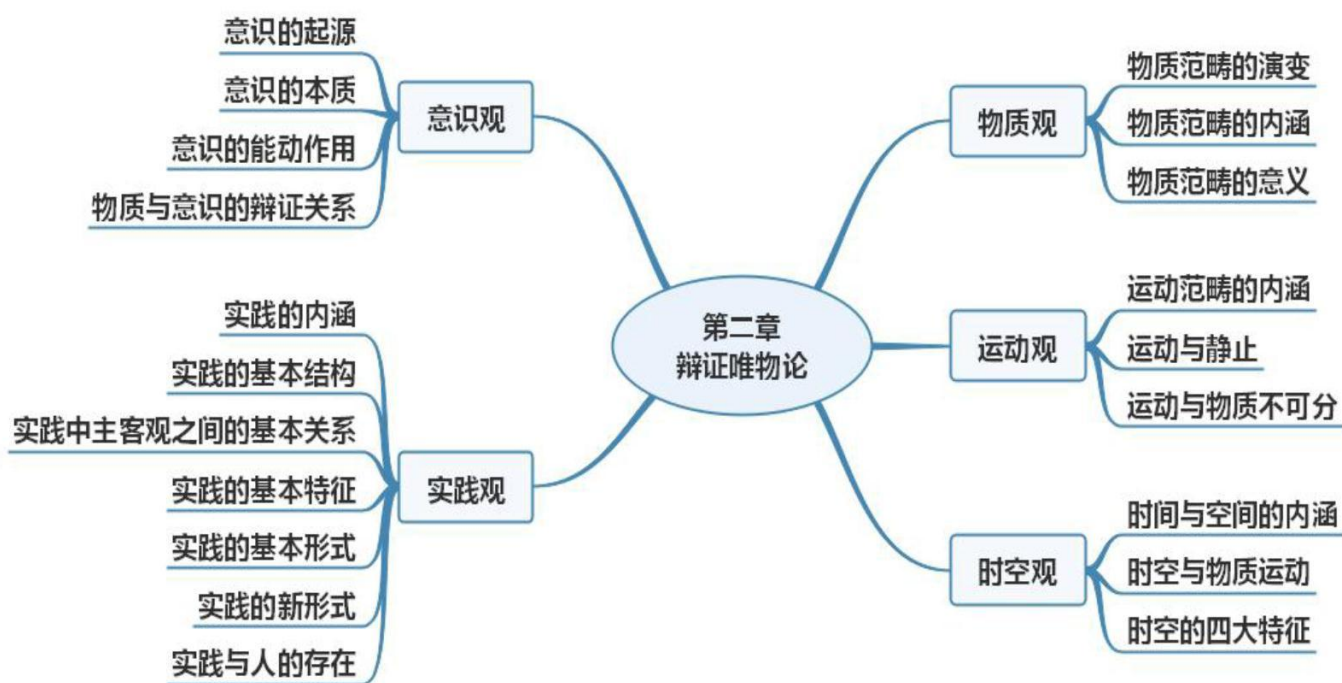 第二章
辩证唯物论
物质观
物质范畴的演变
物质范畴的内涵
物质范畴的意义
运动观
运动范畴的内涵
运动与静止
运动与物质不可分
时空观
时间与空间的内涵
时空与物质运动
时空的四大特征
意识观
意识的起源
意识的本质
意识的能动作用
物质与意识的辩证关系
实践观
实践的内涵
实践的基本结构
实践中主客观之间的基本关系
实践的基本特征
实践的基本形式
实践的新形式
实践与人的存在